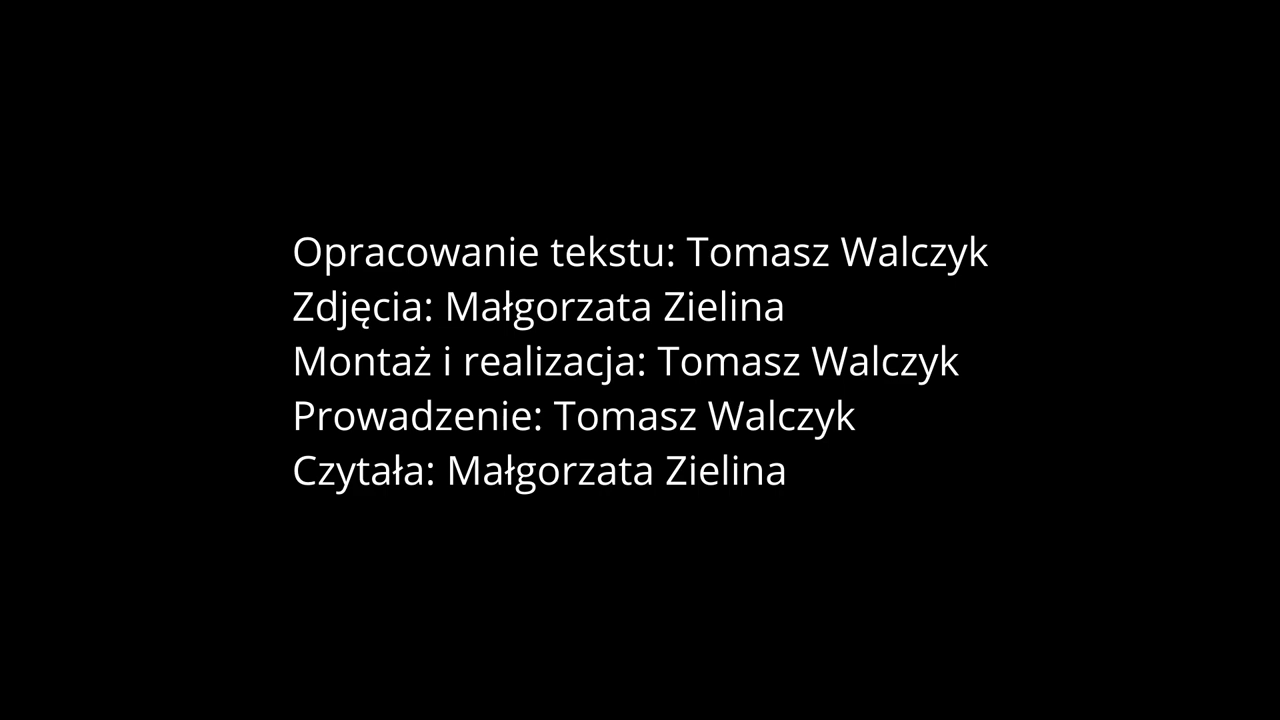 Opracowanie tekstu: Tomasz Walczyk
Zdjęcia: Małgorzata Zielina
Montaż i realizacja: Tomasz Walczyk
Prowadzenie: Tomasz Walczyk
Czytała: Małgorzata Zielina